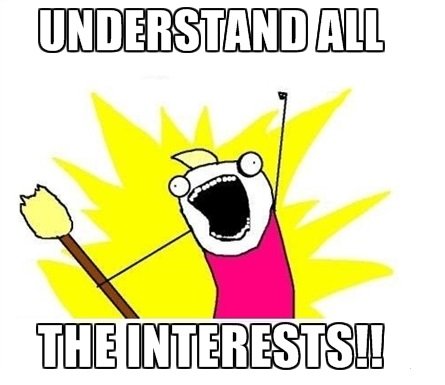 UNDERSTAND ALL
THE INTERESTS!!